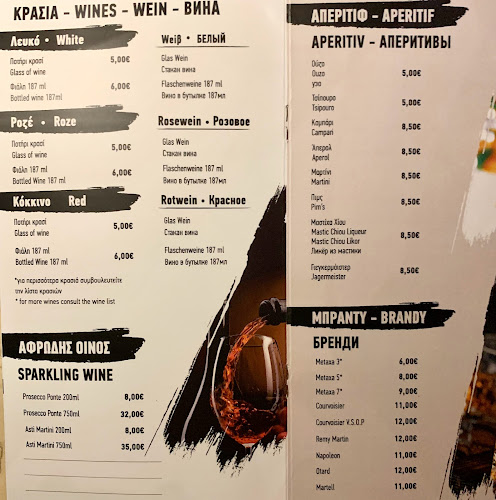 ΚΡΑΣΙΑ - WINES - WEIN - ВИНА
Λευκό • White
Ποτήρι κρασί 5,00€
Glass of wine
Φιάλη 187 ml 6,00€
Bottled wine 187ml
Ροζέ • Roze
Ποτήρι κρασί 5,00€
Glass of wine
Φιάλη 187 ml 6,00€
Bottled Wine 187 ml
Κόκκινο Red
Ποτήρι κρασί 5,00€
Glass of wine
Φιάλη 187 ml 6,00€
Bottled Wine 187 ml
*για περισσότερα κρασιά συμβουλευτείτε
την λίστα κρασιών
* for more wines consult the wine list
Weiβ • БЕЛЫЙ
Glas Wein
Стакан вина
Flaschenweine 187 ml
Вино в бутылке 187мл
Rosewein • Розовое
Glas Wein
Стакан вина
Flaschenweine 187 ml
Вино в бутылке 187 мл
Rotwein • Красное
Glas Wein
Стакан вина
Flaschenweine 187 ml
Вино в бутылке 187 мл
ΑΦΡΩΔΗΣ ΟΙΝΟΣ
SPARKLING WINE
Prosecco Ponte 200ml 8,00€
Prosecco Ponte 750ml 32,00€
Asti Martini 200ml 8,00€
Asti Martini 750ml 35,00€
ΑΠΕΡΙΤΙΦ - APERITIF
APERITIV - АПЕРИТИВЫ
Ούζο
Ouzo 5,00€
узо
Τσίπουρο
Tsipouro 5,00€
Καμπάρι
Campari 8,50€
Άπερολ
Aperol 8,50€
Μαρτίνι
Martini 8,50€
Πιμς
Pim's 8,50€
Μαστίχα Χίου
Mastic Chiou Liqueur
Mastic Chiou Likor 8,50€
Ликёр из мастики
Γιεγκερμάιστερ
Jagermeister 8,50€
ΜΠΡΑΝΤΥ - BRANDY
БРЕНДИ
Metaxa 3* 6,00€
Metaxa 5* 8,00€
Metaxa 7* 9,00€
Courvoisier 11,00€
Courvoisier V.S.O.P 12,00€
Remy Martin 12,00€
Napoleon 11,00€
Otard 12,00€
Martell 11,00€